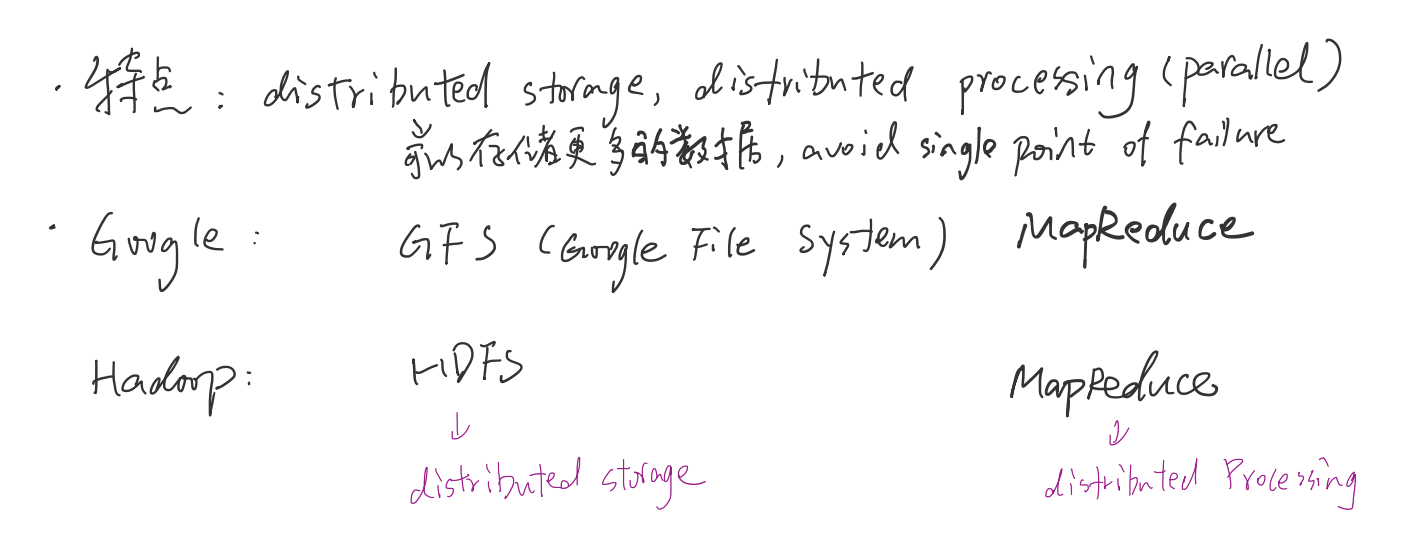 · 特点： distributed storage, distributed processing (parallel)
可以存储更多的数据, avoid single point of failure
· Google : GFS (Google File System) MapReduce
Hadoop: HDFS MapReduce
↓ ↓
distributed storage distributed Processing